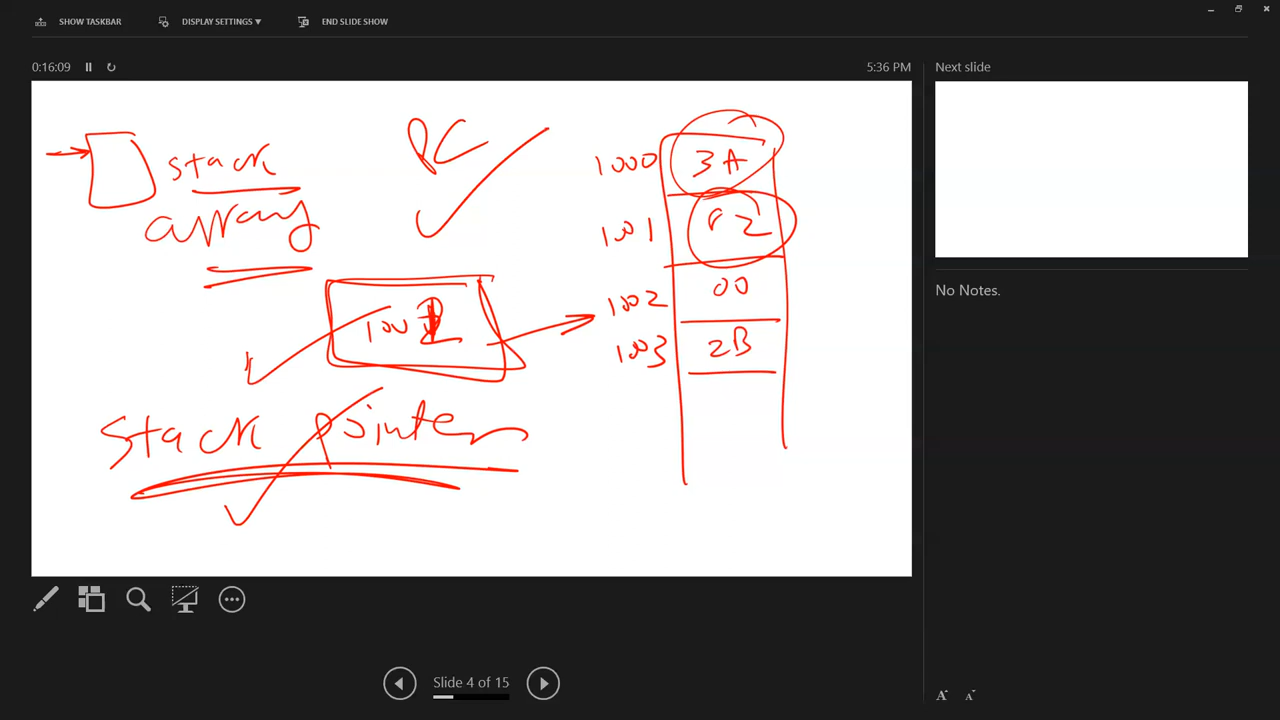 SHOW TASKBAR
DISPLAY SETTINGS ▼
END SLIDE SHOW
0:16:09
5:36 PM
Next slide
stack
array
PC
1000 3A
1001 F2
1002 00
1003 2B
1002
stack pointer
No Notes.
Slide 4 of 15
A A